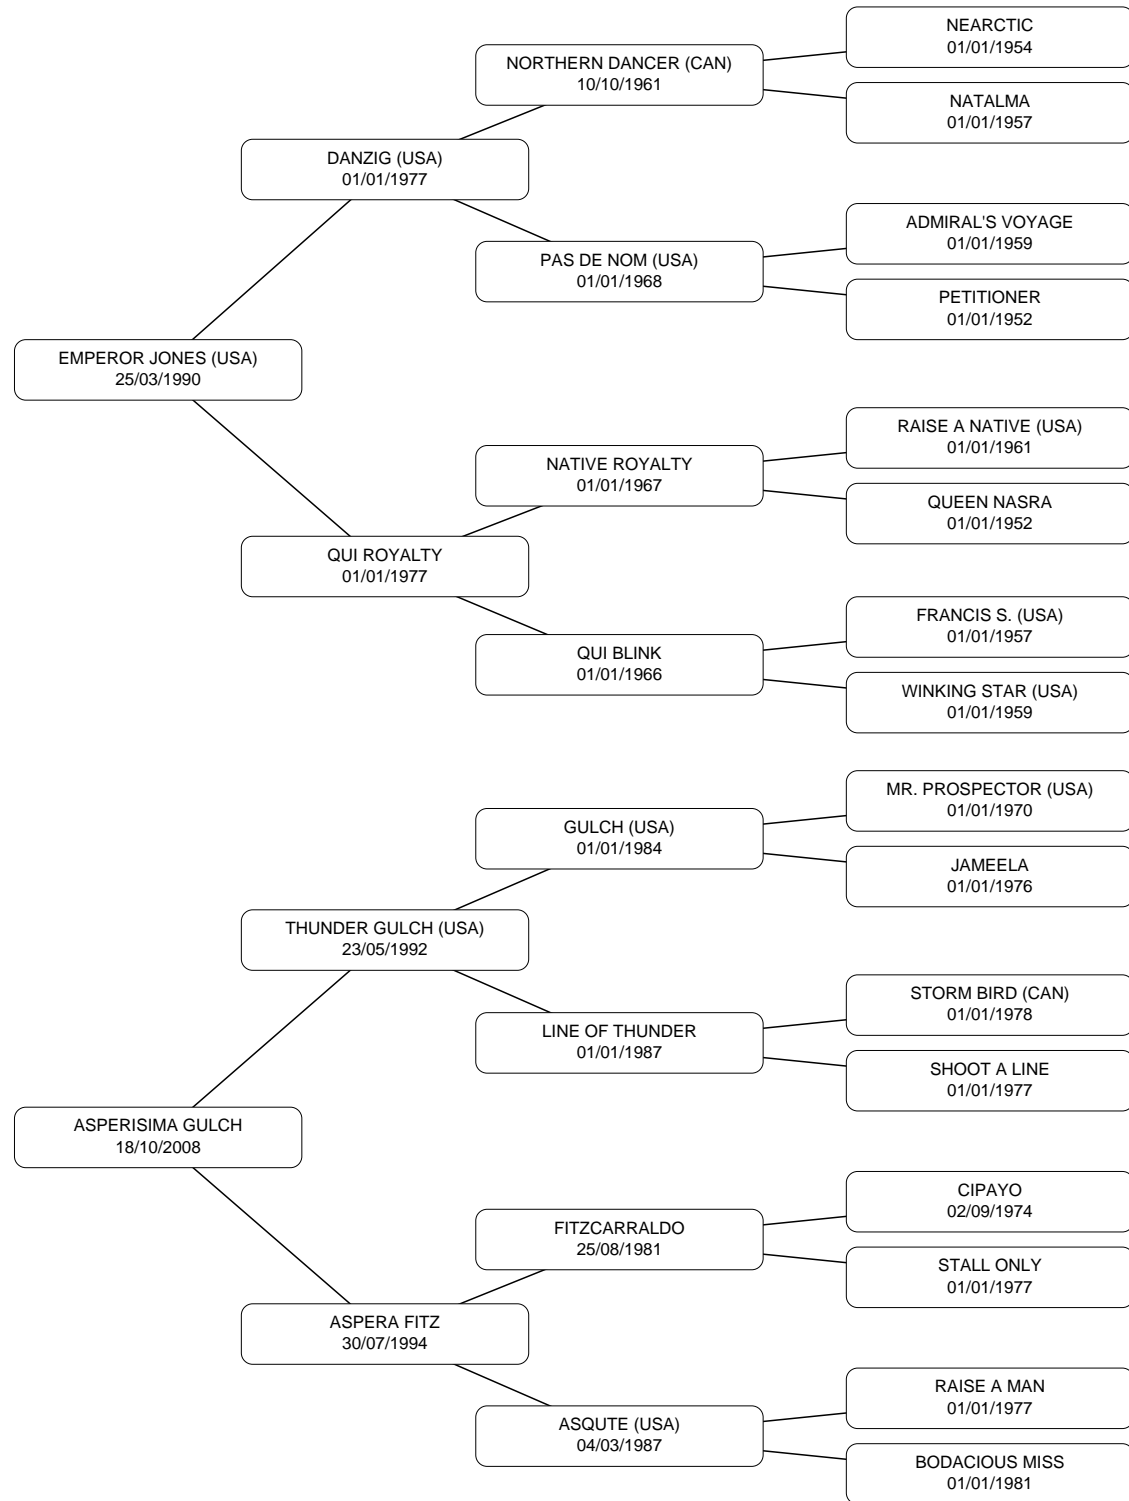 NEARCTIC
01/01/1954
NORTHERN DANCER (CAN)
10/10/1961
NATALMA
01/01/1957
DANZIG (USA)
01/01/1977
ADMIRAL'S VOYAGE
01/01/1959
PAS DE NOM (USA)
01/01/1968
PETITIONER
01/01/1952
EMPEROR JONES (USA)
25/03/1990
RAISE A NATIVE (USA)
01/01/1961
NATIVE ROYALTY
01/01/1967
QUEEN NASRA
01/01/1952
QUI ROYALTY
01/01/1977
FRANCIS S. (USA)
01/01/1957
QUI BLINK
01/01/1966
WINKING STAR (USA)
01/01/1959
MR. PROSPECTOR (USA)
01/01/1970
GULCH (USA)
01/01/1984
JAMEELA
01/01/1976
THUNDER GULCH (USA)
23/05/1992
STORM BIRD (CAN)
01/01/1978
LINE OF THUNDER
01/01/1987
SHOOT A LINE
01/01/1977
ASPERISIMA GULCH
18/10/2008
CIPAYO
02/09/1974
FITZCARRALDO
25/08/1981
STALL ONLY
01/01/1977
ASPERA FITZ
30/07/1994
RAISE A MAN
01/01/1977
ASQUTE (USA)
04/03/1987
BODACIOUS MISS
01/01/1981